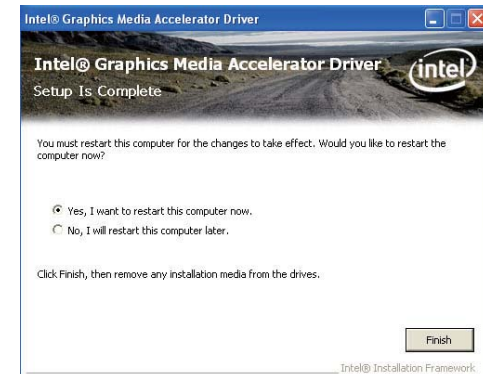 Intel® Graphics Media Accelerator Driver
Intel® Graphics Media Accelerator Driver
Setup Is Complete
intel
You must restart this computer for the changes to take effect. Would you like to restart the
computer now?
Yes, I want to restart this computer now.
No, I will restart this computer later.
Click Finish, then remove any installation media from the drives.
Finish
Intel® Installation Framework